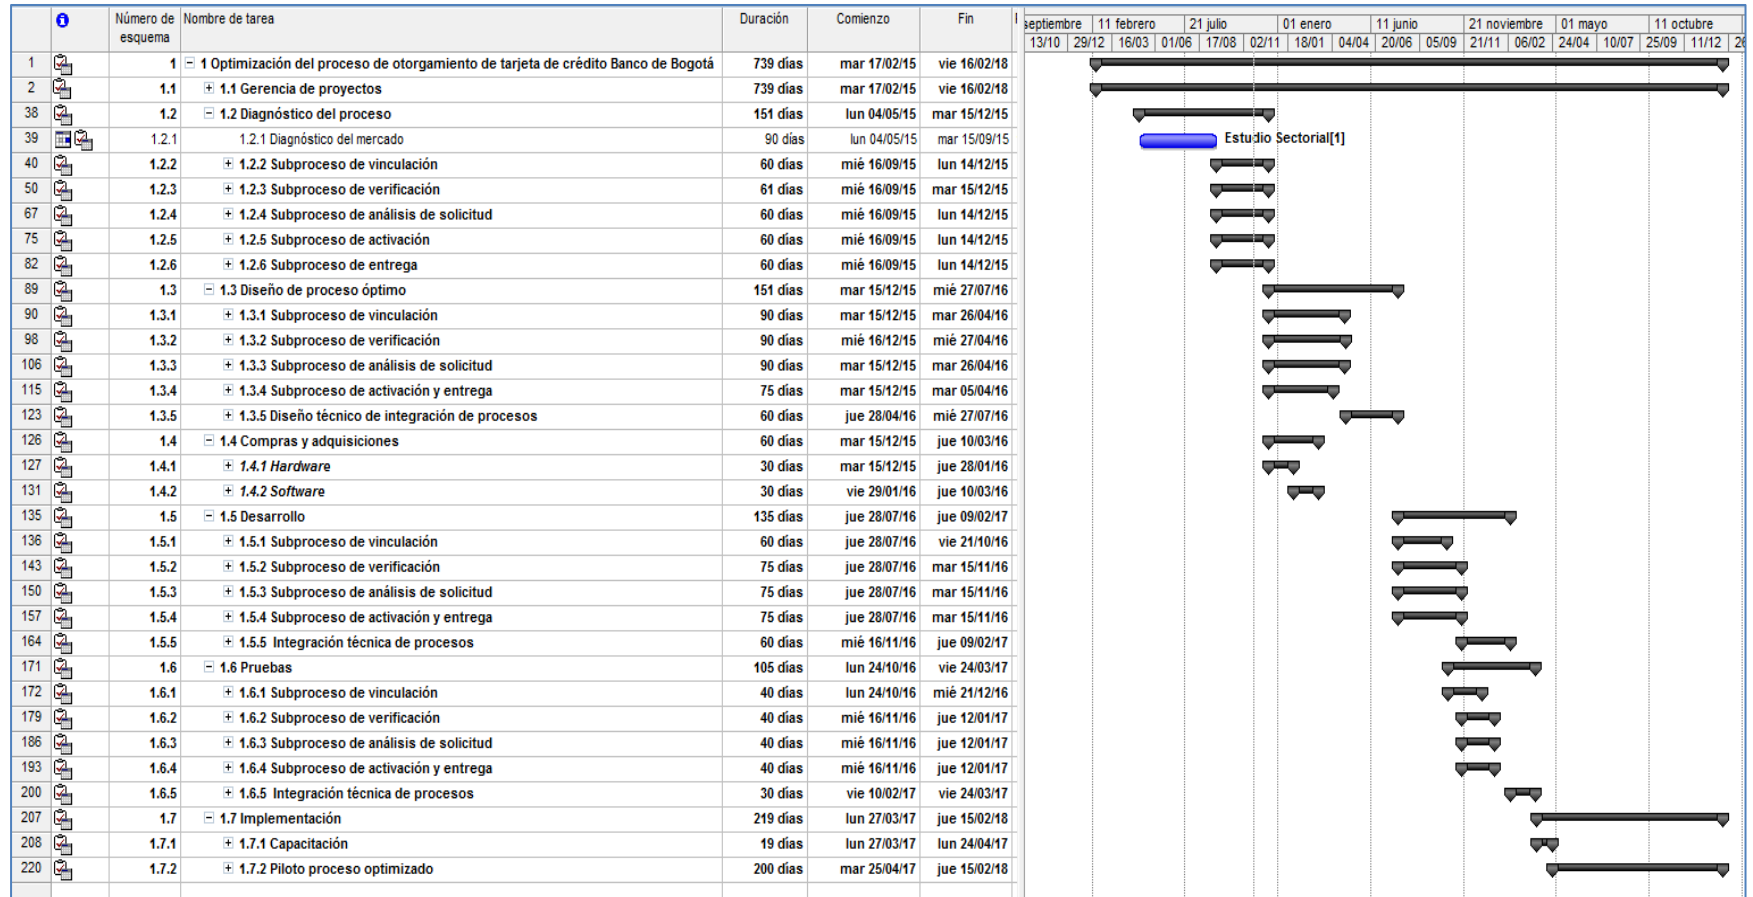 Número de esquema Nombre de tarea Duración Comienzo Fin
septiembre 11 febrero 21 julio 01 enero 11 junio 21 noviembre 01 mayo 11 octubre
13/10 29/12 16/03 01/06 17/08 02/11 18/01 04/04 20/06 05/09 21/11 06/02 24/04 10/07 25/09 11/12
1 1 1 Optimización del proceso de otorgamiento de tarjeta de crédito Banco de Bogotá 739 días mar 17/02/15 vie 16/02/18
2 1.1 1.1 Gerencia de proyectos 739 días mar 17/02/15 vie 16/02/18
38 1.2 1.2 Diagnóstico del proceso 151 días lun 04/05/15 mar 15/12/15
39 1.2.1 1.2.1 Diagnóstico del mercado 90 días lun 04/05/15 mar 15/09/15 Estudio Sectorial[1]
40 1.2.2 1.2.2 Subproceso de vinculación 60 días mié 16/09/15 lun 14/12/15
50 1.2.3 1.2.3 Subproceso de verificación 61 días mié 16/09/15 mar 15/12/15
67 1.2.4 1.2.4 Subproceso de análisis de solicitud 60 días mié 16/09/15 lun 14/12/15
75 1.2.5 1.2.5 Subproceso de activación 60 días mié 16/09/15 lun 14/12/15
82 1.2.6 1.2.6 Subproceso de entrega 60 días mié 16/09/15 lun 14/12/15
89 1.3 1.3 Diseño de proceso óptimo 151 días mar 15/12/15 mié 27/07/16
90 1.3.1 1.3.1 Subproceso de vinculación 90 días mar 15/12/15 mar 26/04/16
98 1.3.2 1.3.2 Subproceso de verificación 90 días mié 16/12/15 mié 27/04/16
106 1.3.3 1.3.3 Subproceso de análisis de solicitud 90 días mar 15/12/15 mar 26/04/16
115 1.3.4 1.3.4 Subproceso de activación y entrega 75 días mar 15/12/15 mar 05/04/16
123 1.3.5 1.3.5 Diseño técnico de integración de procesos 60 días jue 28/04/16 mié 27/07/16
126 1.4 1.4 Compras y adquisiciones 60 días mar 15/12/15 jue 10/03/16
127 1.4.1 1.4.1 Hardware 30 días mar 15/12/15 jue 28/01/16
131 1.4.2 1.4.2 Software 30 días vie 29/01/16 jue 10/03/16
135 1.5 1.5 Desarrollo 135 días jue 28/07/16 jue 09/02/17
136 1.5.1 1.5.1 Subproceso de vinculación 60 días jue 28/07/16 vie 21/10/16
143 1.5.2 1.5.2 Subproceso de verificación 75 días jue 28/07/16 mar 15/11/16
150 1.5.3 1.5.3 Subproceso de análisis de solicitud 75 días jue 28/07/16 mar 15/11/16
157 1.5.4 1.5.4 Subproceso de activación y entrega 75 días jue 28/07/16 mar 15/11/16
164 1.5.5 1.5.5 Integración técnica de procesos 60 días mié 16/11/16 jue 09/02/17
171 1.6 1.6 Pruebas 105 días lun 24/10/16 vie 24/03/17
172 1.6.1 1.6.1 Subproceso de vinculación 40 días lun 24/10/16 mié 21/12/16
179 1.6.2 1.6.2 Subproceso de verificación 40 días mié 16/11/16 jue 12/01/17
186 1.6.3 1.6.3 Subproceso de análisis de solicitud 40 días mié 16/11/16 jue 12/01/17
193 1.6.4 1.6.4 Subproceso de activación y entrega 40 días mié 16/11/16 jue 12/01/17
200 1.6.5 1.6.5 Integración técnica de procesos 30 días vie 10/02/17 vie 24/03/17
207 1.7 1.7 Implementación 219 días lun 27/03/17 jue 15/02/18
208 1.7.1 1.7.1 Capacitación 19 días lun 27/03/17 lun 24/04/17
220 1.7.2 1.7.2 Piloto proceso optimizado 200 días mar 25/04/17 jue 15/02/18